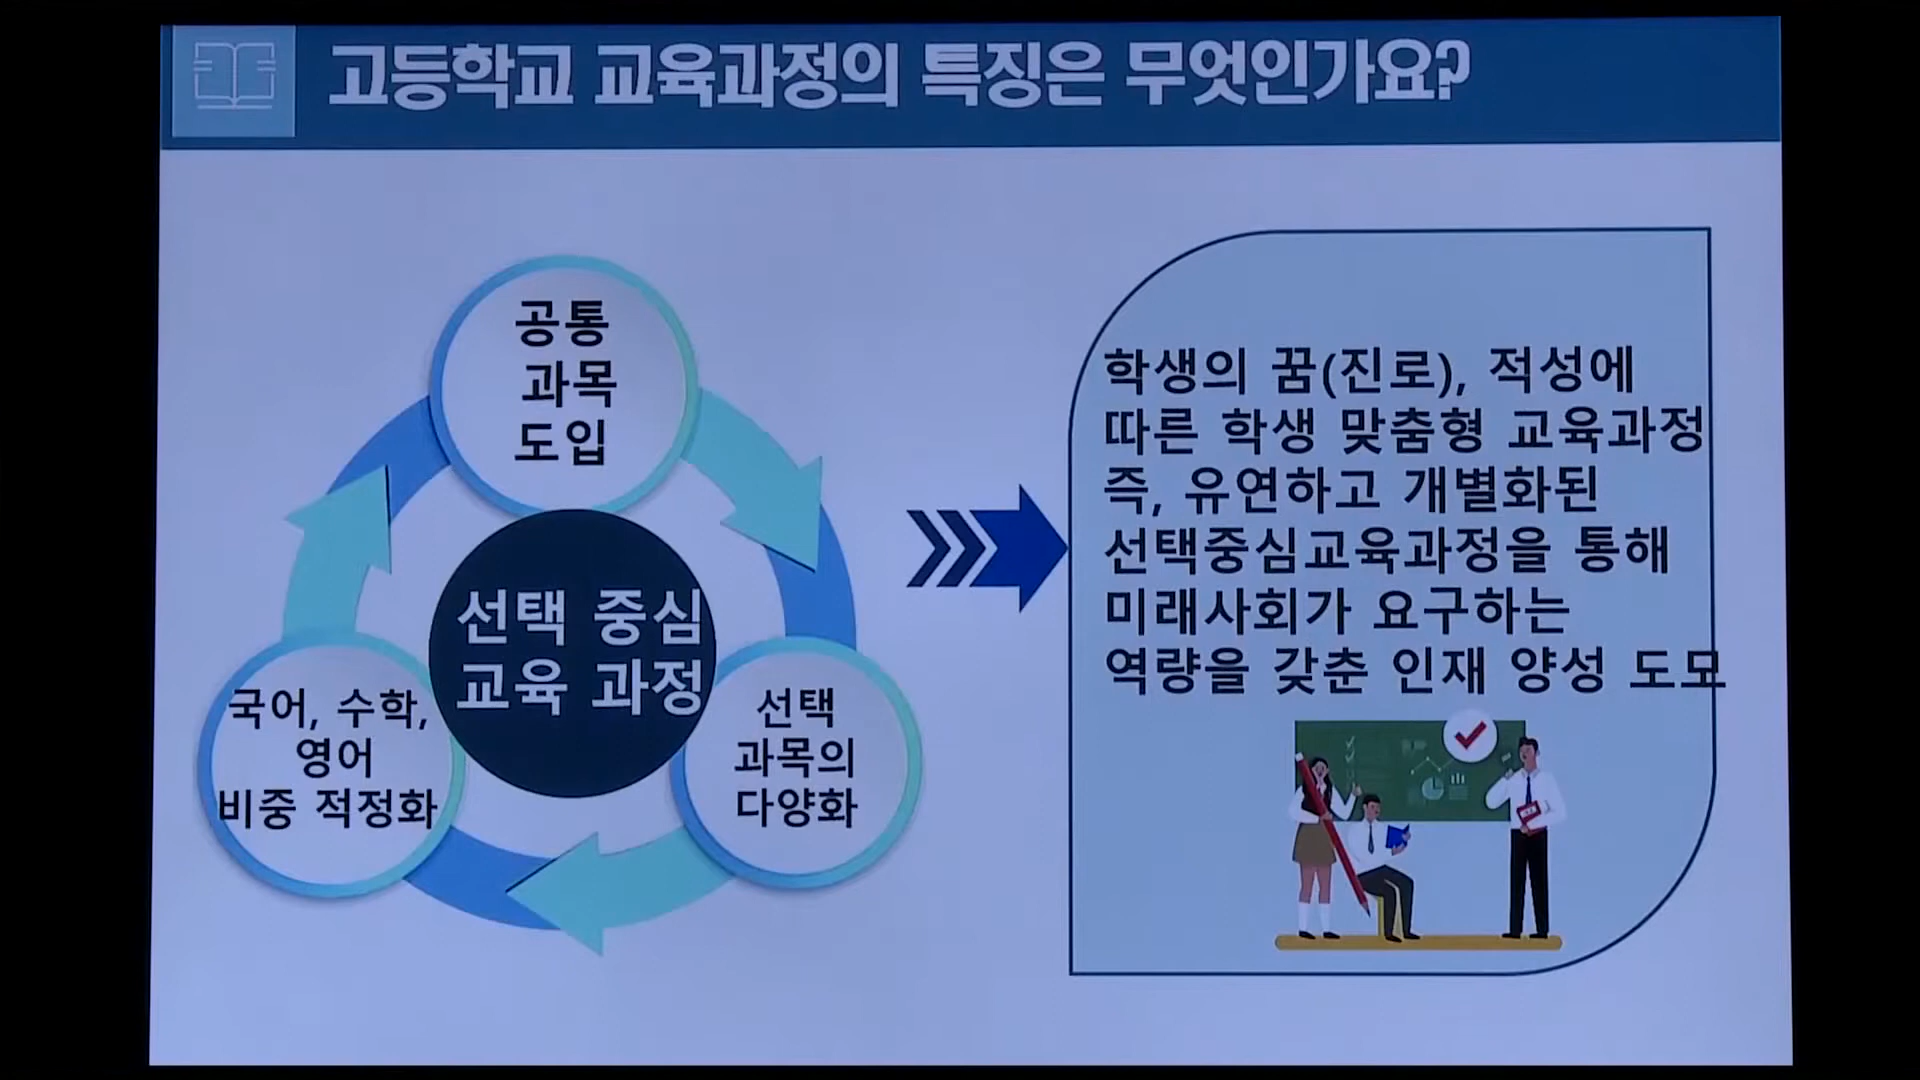 고등학교 교육과정의 특징은 무엇인가요?
공통
과목
도입
선택 중심
교육 과정
국어, 수학,
영어
비중 적정화
선택
과목의
다양화
학생의 꿈(진로), 적성에
따른 학생 맞춤형 교육과정
즉, 유연하고 개별화된
선택중심교육과정을 통해
미래사회가 요구하는
역량을 갖춘 인재 양성 도모